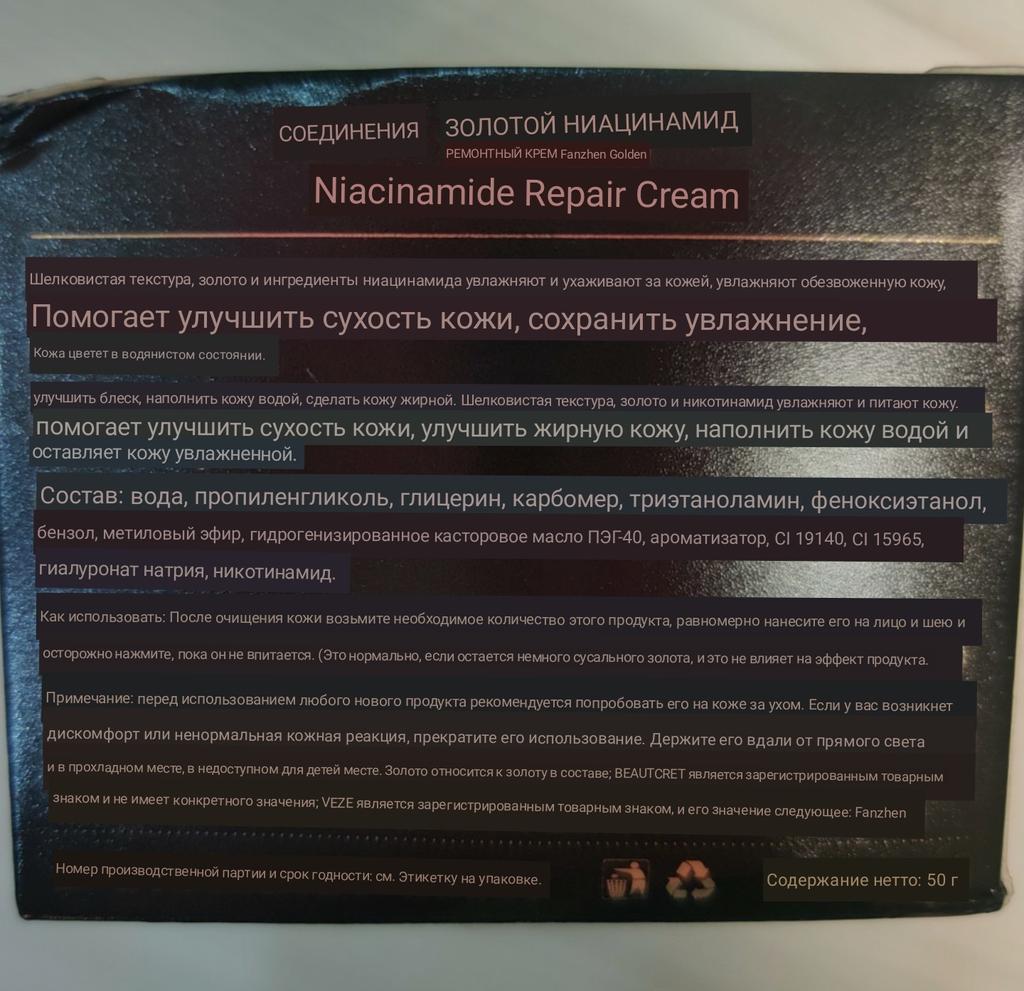 СОЕДИНЕНИЯ ЗОЛОТОЙ НИАЦИНАМИД
РЕМОНТНЫЙ КРЕМ Fanzhen Golden
Niacinamide Repair Cream
Шелковистая текстура, золото и ингредиенты ниацинамида увлажняют и ухаживают за кожей, увлажняют обезвоженную кожу,
Помогает улучшить сухость кожи, сохранить увлажнение,
Кожа цветет в водянистом состоянии.
улучшить блеск, наполнить кожу водой, сделать кожу жирной. Шелковистая текстура, золото и никотинамид увлажняют и питают кожу.
помогает улучшить сухость кожи, улучшить жирную кожу, наполнить кожу водой и
оставляет кожу увлажненной.
Состав: вода, пропиленгликоль, глицерин, карбомер, триэтаноламин, феноксиэтанол,
бензол, метиловый эфир, гидрогенизированное касторовое масло ПЭГ-40, ароматизатор, CI 19140, CI 15965,
гиалуронат натрия, никотинамид.
Как использовать: После очищения кожи возьмите необходимое количество этого продукта, равномерно нанесите его на лицо и шею и
осторожно нажмите, пока он не впитается. (Это нормально, если остается немного сусального золота, и это не влияет на эффект продукта.
Примечание: перед использованием любого нового продукта рекомендуется попробовать его на коже за ухом. Если у вас возникнет
дискомфорт или ненормальная кожная реакция, прекратите его использование. Держите его вдали от прямого света
и в прохладном месте, в недоступном для детей месте. Золото относится к золоту в составе; BEAUTCRET является зарегистрированным товарным
знаком и не имеет конкретного значения; VEZE является зарегистрированным товарным знаком, и его значение следующее: Fanzhen
Номер производственной партии и срок годности: см. Этикетку на упаковке.
Содержание нетто: 50 г